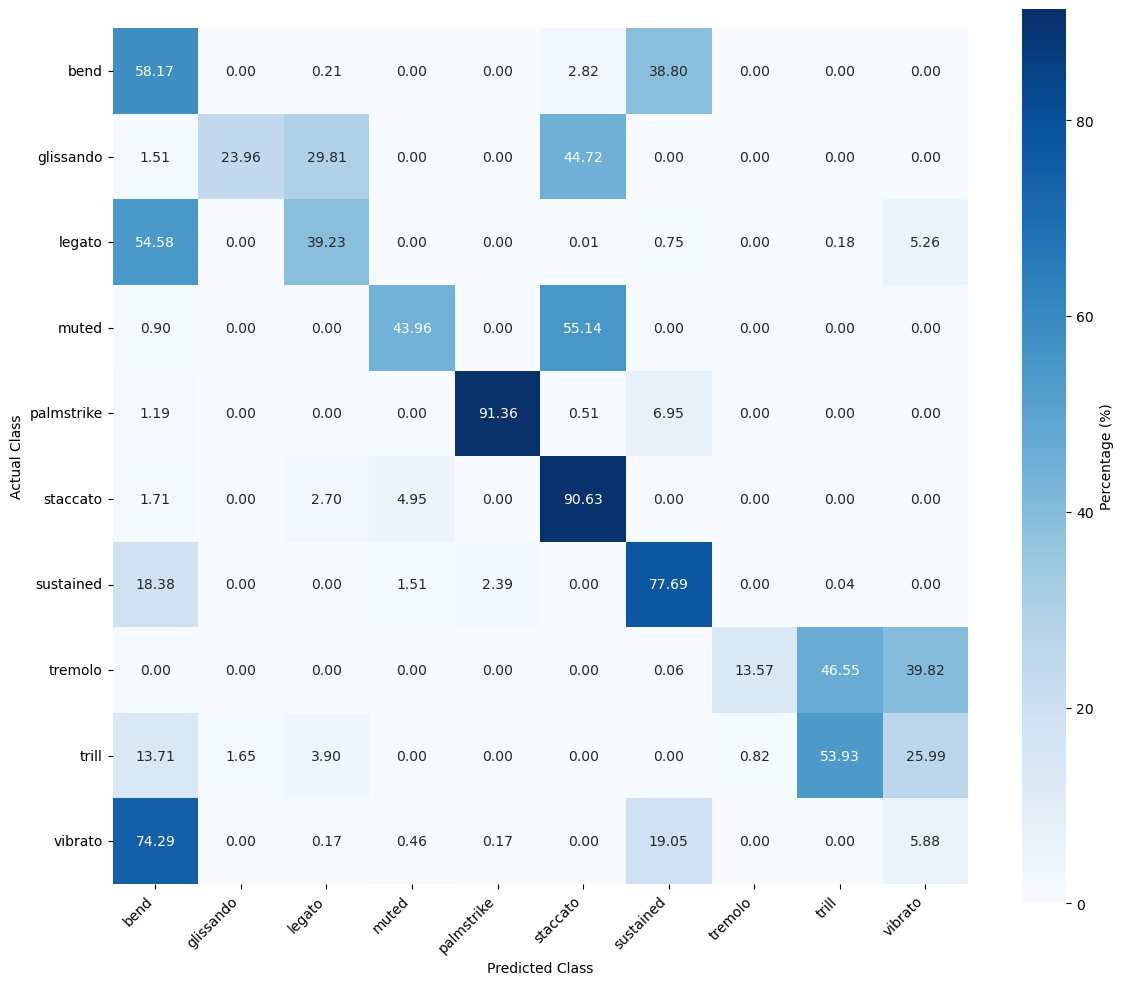 bend 58.17 0.00 0.21 0.00 0.00 2.82 38.80 0.00 0.00 0.00
glissando 1.51 23.96 29.81 0.00 0.00 44.72 0.00 0.00 0.00 0.00
legato 54.58 0.00 39.23 0.00 0.00 0.01 0.75 0.00 0.18 5.26
muted 0.90 0.00 0.00 43.96 0.00 55.14 0.00 0.00 0.00 0.00
palmstrike 1.19 0.00 0.00 0.00 91.36 0.51 6.95 0.00 0.00 0.00
staccato 1.71 0.00 2.70 4.95 0.00 90.63 0.00 0.00 0.00 0.00
sustained 18.38 0.00 0.00 1.51 2.39 0.00 77.69 0.00 0.04 0.00
tremolo 0.00 0.00 0.00 0.00 0.00 0.00 0.06 13.57 46.55 39.82
trill 13.71 1.65 3.90 0.00 0.00 0.00 0.00 0.82 53.93 25.99
vibrato 74.29 0.00 0.17 0.46 0.17 0.00 19.05 0.00 0.00 5.88
bend glissando legato muted palmstrike staccato sustained tremolo trill vibrato
Predicted Class
Actual Class
80
60
40
20
0
Percentage (%)